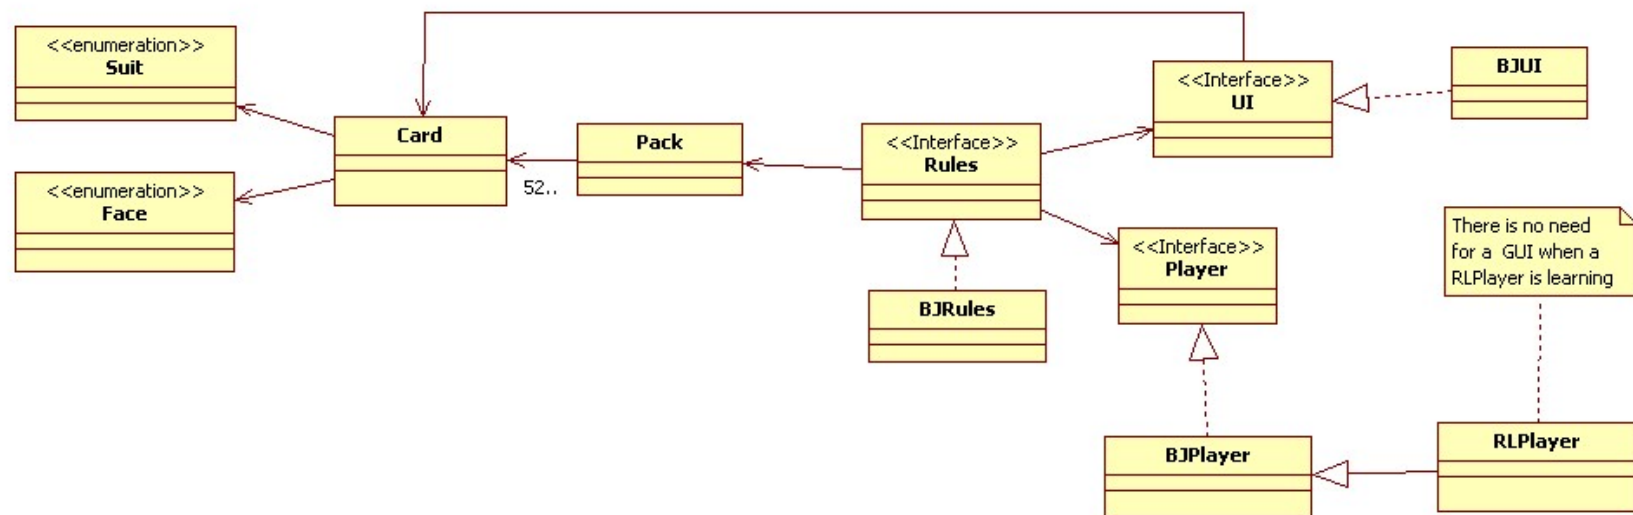 <<enumeration>>
Suit
<<Interface>>
UI
BJUI
Card
Pack
<<Interface>>
Rules
52..
<<enumeration>>
Face
There is no need
for a  GUI when a
RLPlayer is learning
<<Interface>>
Player
BJRules
BJPlayer
RLPlayer